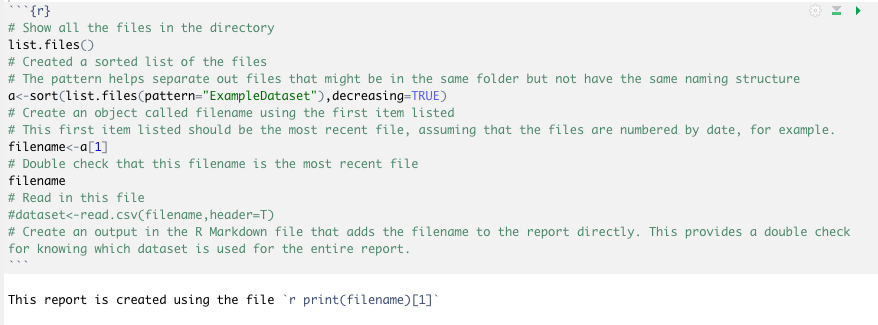 ```{r}
# Show all the files in the directory
list.files()
# Created a sorted list of the files
# The pattern helps separate out files that might be in the same folder but not have the same naming structure
a<-sort(list.files(pattern="ExampleDataset"),decreasing=TRUE)
# Create an object called filename using the first item listed
# This first item listed should be the most recent file, assuming that the files are numbered by date, for example.
filename<-a[1]
# Double check that this filename is the most recent file
filename
# Read in this file
#dataset<-read.csv(filename,header=T)
# Create an output in the R Markdown file that adds the filename to the report directly. This provides a double check
for knowing which dataset is used for the entire report.
```
This report is created using the file `r print(filename)[1]`